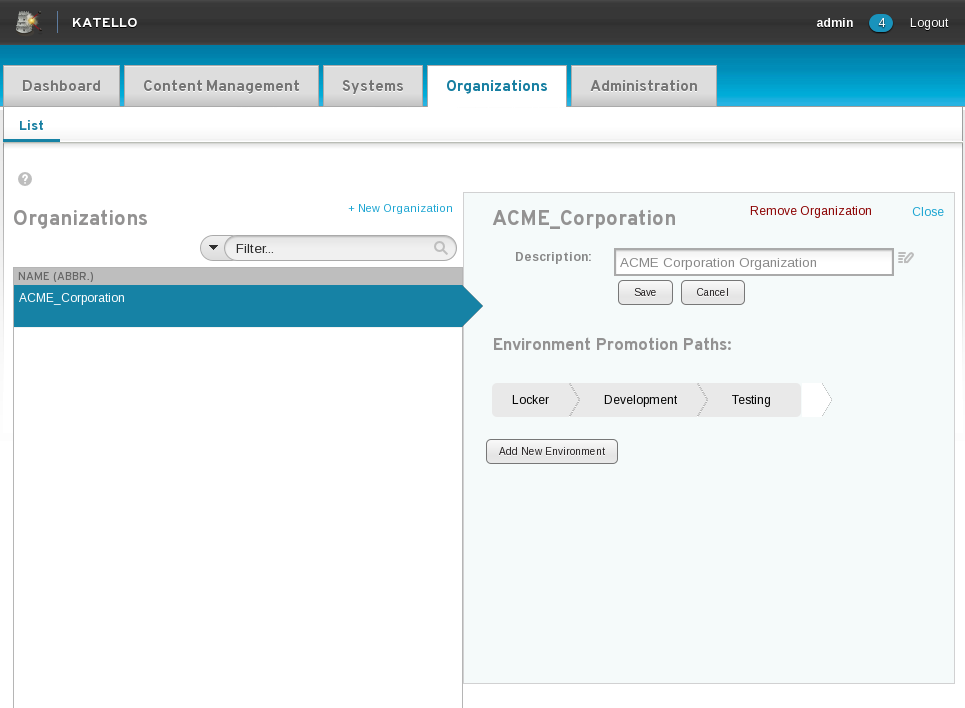 KATELLO
admin 4 Logout
Dashboard Content Management Systems Organizations Administration
List
?
Organizations
+ New Organization
Filter...
NAME (ABBR.)
ACME_Corporation
ACME_Corporation
Remove Organization
Close
Description:
ACME Corporation Organization
Save Cancel
Environment Promotion Paths:
Locker Development Testing
Add New Environment